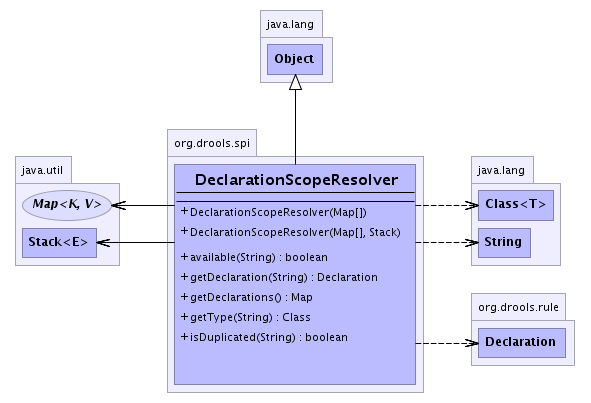 java.lang
Object
org.drools.spi
DeclarationScopeResolver
+ DeclarationScopeResolver(Map[])
+ DeclarationScopeResolver(Map[], Stack)
+ available(String) : boolean
+ getDeclaration(String) : Declaration
+ getDeclarations() : Map
+ getType(String) : Class
+ isDuplicated(String) : boolean
java.util
Map<K, V>
Stack<E>
java.lang
Class<T>
String
org.drools.rule
Declaration